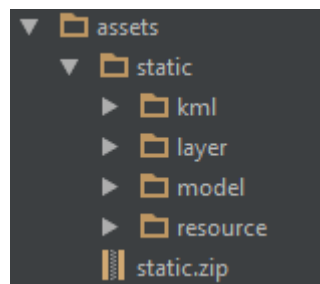 assets
static
kml
layer
model
resource
static.zip